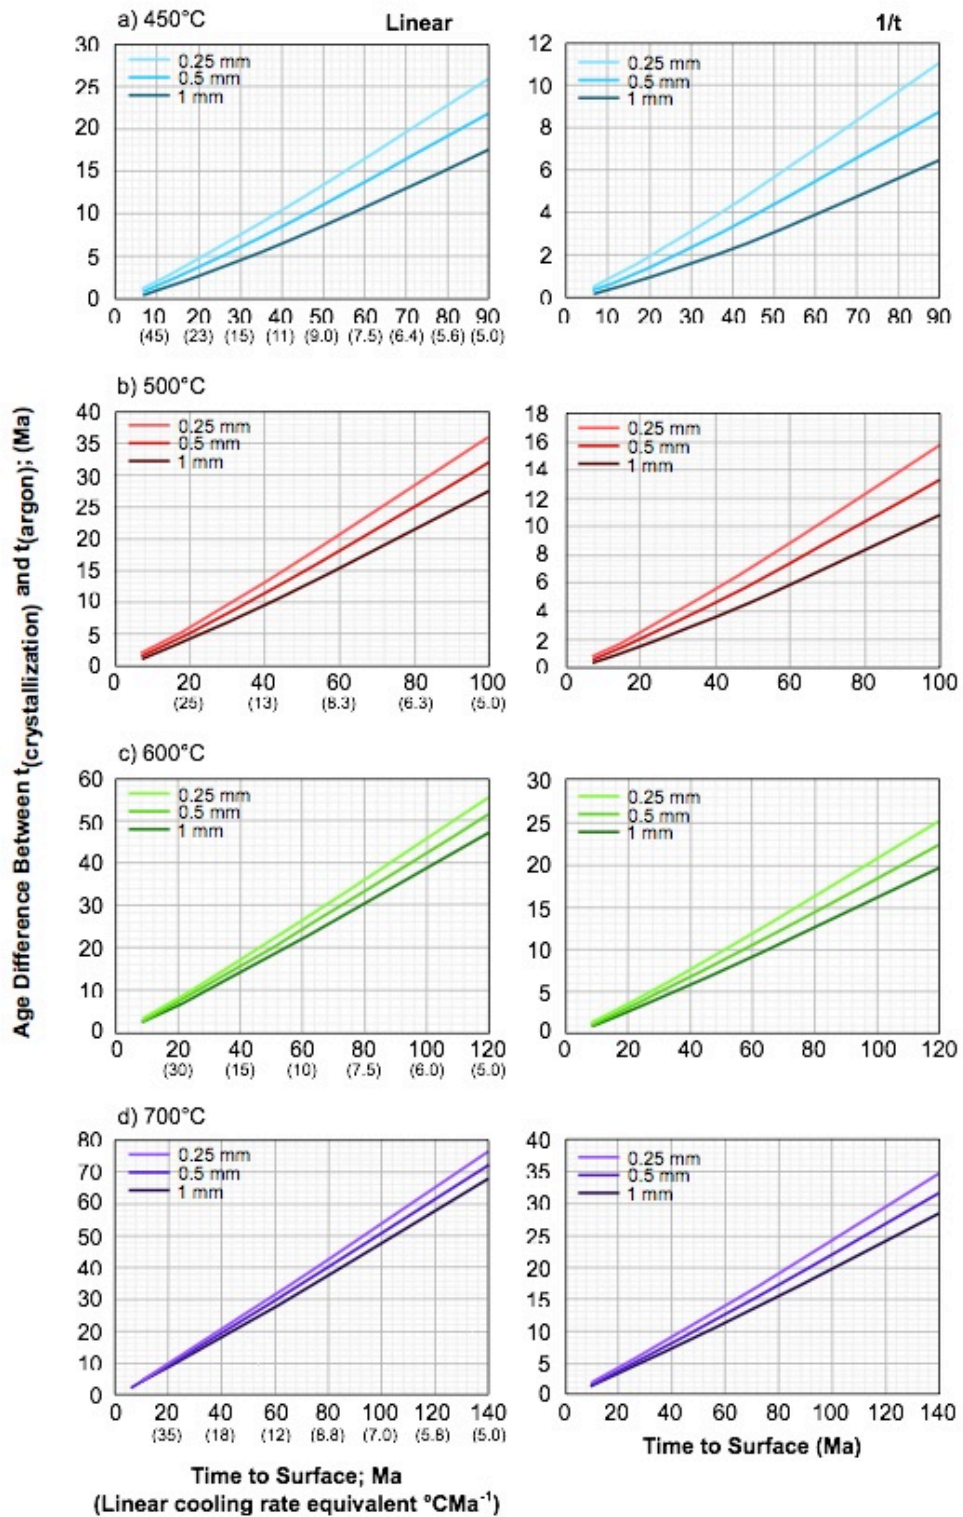 a) 450°C Linear 1/t
30
25
20
15
10
5
0
0.25 mm
0.5 mm
1 mm
0 10 20 30 40 50 60 70 80 90
(45) (23) (15) (11) (9.0) (7.5) (6.4) (5.6) (5.0)
12
10
8
6
4
2
0
0.25 mm
0.5 mm
1 mm
0 10 20 30 40 50 60 70 80 90
Age Difference Between t(crystallization) and t(argon); (Ma)
b) 500°C
40
35
30
25
20
15
10
5
0
0.25 mm
0.5 mm
1 mm
0 20 40 60 80 100
(25) (13) (8.3) (6.3) (5.0)
18
16
14
12
10
8
6
4
2
0
0.25 mm
0.5 mm
1 mm
0 20 40 60 80 100
c) 600°C
60
50
40
30
20
10
0
0.25 mm
0.5 mm
1 mm
0 20 40 60 80 100 120
(30) (15) (10) (7.5) (6.0) (5.0)
30
25
20
15
10
5
0
0.25 mm
0.5 mm
1 mm
0 20 40 60 80 100 120
d) 700°C
80
70
60
50
40
30
20
10
0
0.25 mm
0.5 mm
1 mm
0 20 40 60 80 100 120 140
(35) (18) (12) (8.8) (7.0) (5.8) (5.0)
Time to Surface; Ma
(Linear cooling rate equivalent ºCMa-1)
40
35
30
25
20
15
10
5
0
0.25 mm
0.5 mm
1 mm
0 20 40 60 80 100 120 140
Time to Surface (Ma)